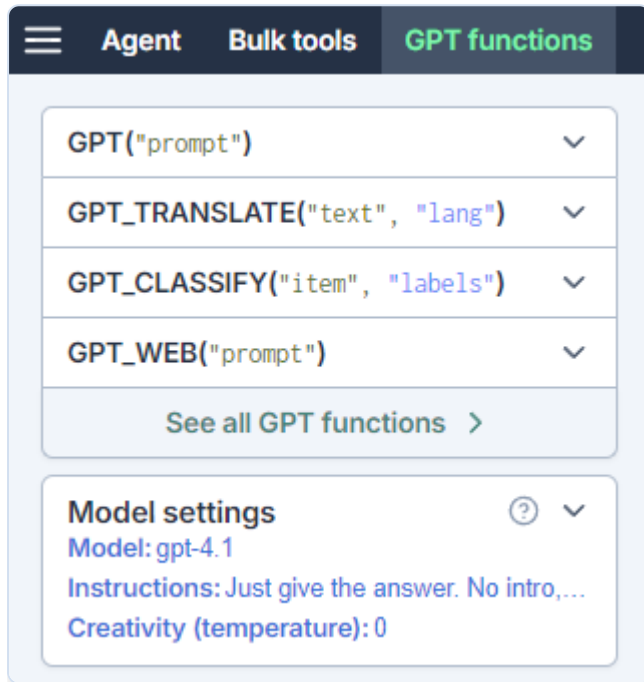 Agent Bulk tools GPT functions
GPT("prompt")
GPT_TRANSLATE("text", "lang")
GPT_CLASSIFY("item", "labels")
GPT_WEB("prompt")
See all GPT functions
Model settings
Model: gpt-4.1
Instructions: Just give the answer. No intro,...
Creativity (temperature): 0